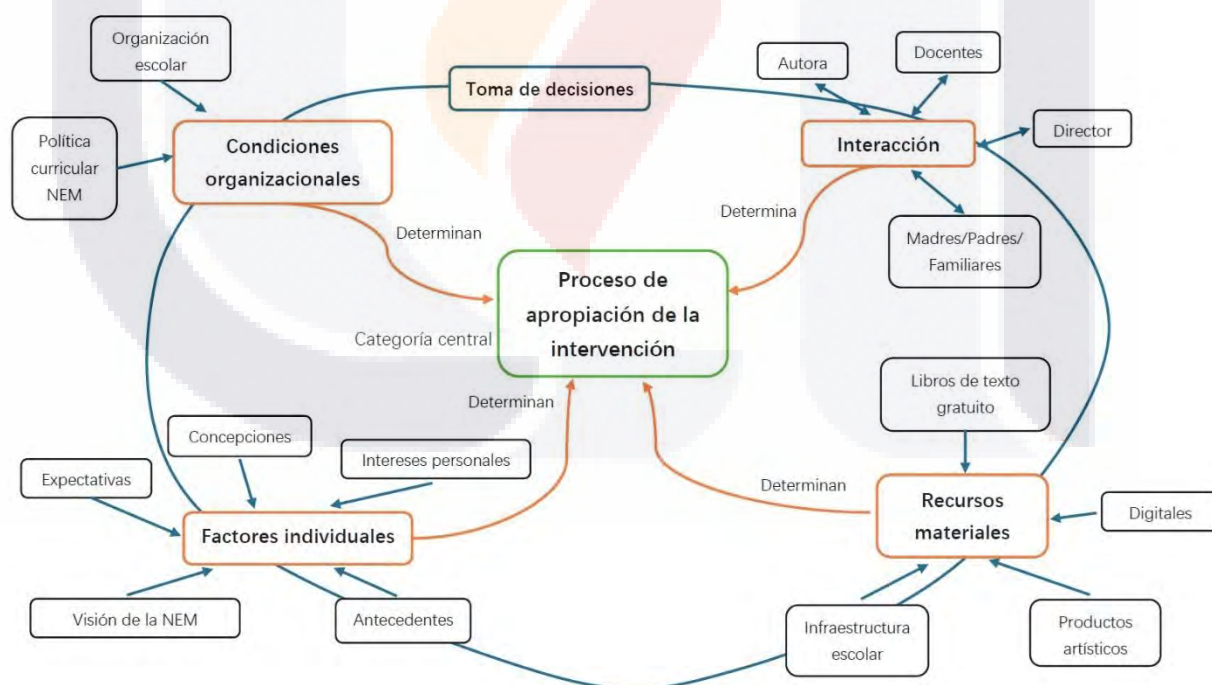 Organización
escolar
Toma de decisiones
Autora
Docentes
Política
curricular
NEM
Condiciones
organizacionales
Interacción
Director
Determinan
Determina
Madres/Padres/
Familiares
Proceso de
apropiación de la
intervención
Categoría central
Libros de texto
gratuito
Determinan
Concepciones
Intereses personales
Expectativas
Determinan
Recursos
materiales
Digitales
Factores individuales
Visión de la NEM
Antecedentes
Infraestructura
escolar
Productos
artísticos